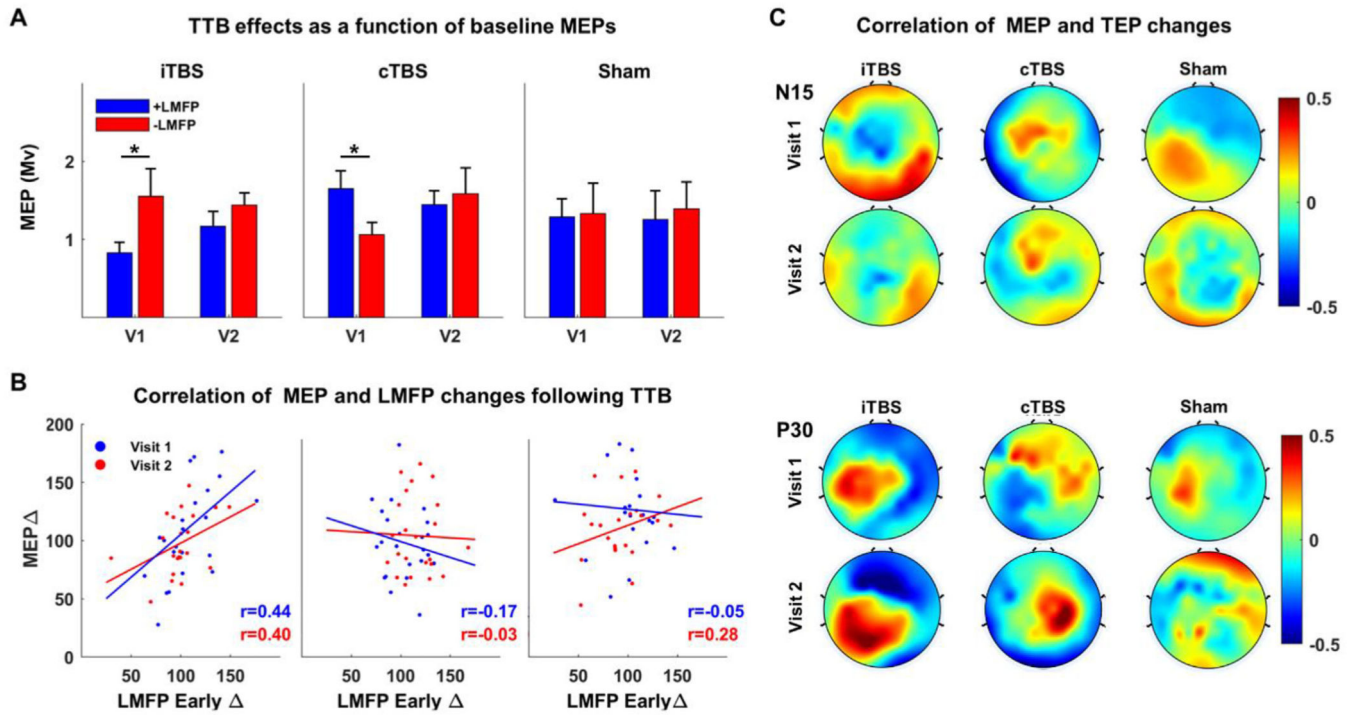 A
TTB effects as a function of baseline MEPs
iTBS
cTBS
Sham
+LMFP
-LMFP
*
*
MEP (Mv)
2
1
V1
V2
V1
V2
V1
V2
B
Correlation of MEP and LMFP changes following TTB
Visit 1
Visit 2
MEP Δ
200
150
100
50
0
r=0.44
r=0.40
r=-0.17
r=-0.03
r=-0.05
r=0.28
50 100 150
50 100 150
50 100 150
LMFP Early Δ
LMFP Early Δ
LMFP Early Δ
C
Correlation of MEP and TEP changes
iTBS
cTBS
Sham
N15
Visit 1
Visit 2
0.5
0
-0.5
iTBS
cTBS
Sham
P30
Visit 1
Visit 2
0.5
0
-0.5